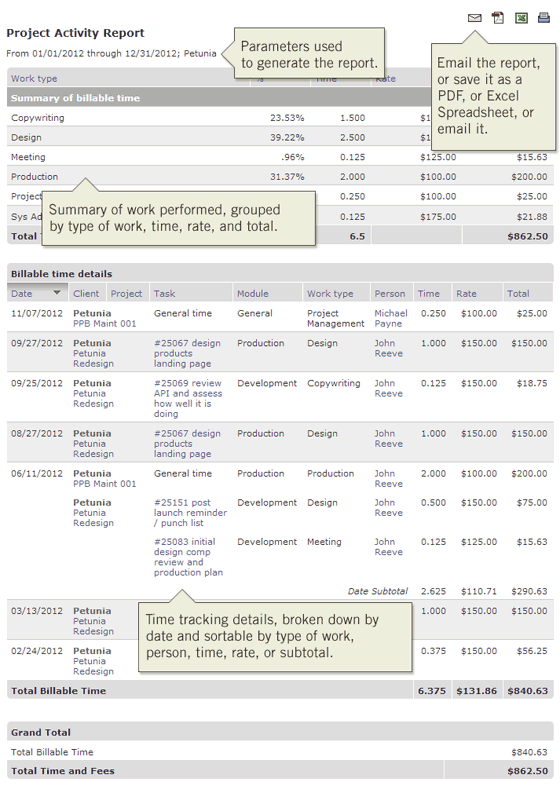 Project Activity Report
From 01/01/2012 through 12/31/2012; Petunia
Parameters used
to generate the report.
Email the report,
or save it as a
PDF, or Excel
Spreadsheet, or
email it.
Work type % Time Rate
Summary of billable time
Copywriting 23.53% 1.500
Design 39.22% 2.500
Meeting .96% 0.125 $125.00 $15.63
Production 31.37% 2.000 $100.00 $200.00
Project 0.250 $100.00 $25.00
Sys Ad 0.125 $175.00 $21.88
Total 6.5 $862.50
Summary of work performed, grouped
by type of work, time, rate, and total.
Billable time details
Date Client Project Task Module Work type Person Time Rate Total
11/07/2012 Petunia General time General Project Michael 0.250 $100.00 $25.00
PPB Maint 001 Management Payne
09/27/2012 Petunia #25067 design Production Design John 1.000 $150.00 $150.00
Petunia products Reeve
Redesign landing page
09/25/2012 Petunia #25069 review Development Copywriting John 0.125 $150.00 $18.75
Petunia API and assess Reeve
Redesign how well it is
doing
08/27/2012 Petunia #25067 design Production Design John 1.000 $150.00 $150.00
Petunia products Reeve
Redesign landing page
06/11/2012 Petunia General time Production Production John 2.000 $100.00 $200.00
PPB Maint 001 Reeve
Petunia #25151 post Development Design John 0.500 $150.00 $75.00
Petunia launch reminder Reeve
Redesign / punch list
#25083 initial Development Meeting John 0.125 $125.00 $15.63
design comp Reeve
review and
production plan
Date Subtotal 2.625 $110.71 $290.63
03/13/2012 Petunia 1.000 $150.00 $150.00
Petunia
Redesign
02/24/2012 Petunia 0.375 $150.00 $56.25
Petunia
Redesign
Time tracking details, broken down by
date and sortable by type of work,
person, time, rate, or subtotal.
Total Billable Time 6.375 $131.86 $840.63
Grand Total
Total Billable Time $840.63
Total Time and Fees $862.50